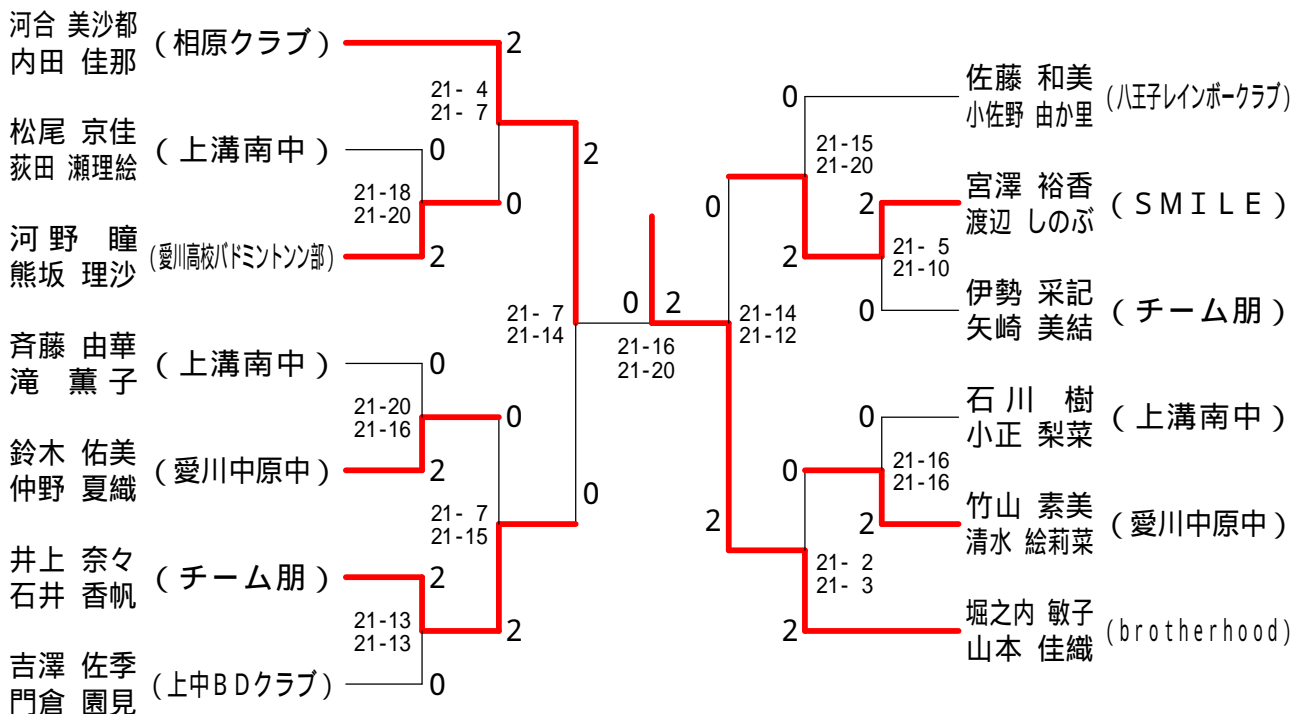 河合 美沙都
内田 佳那
(相原クラブ)
2
21- 4
21- 7
松尾 京佳
荻田 瀬理絵
(上溝南中)
0
2
21-18
21-20
0
河野 瞳
熊坂 理沙
(愛川高校バドミントンン部)
2
21- 7
21-14
斉藤 由華
滝 薫子
(上溝南中)
0
21-20
21-16
0
鈴木 佑美
仲野 夏織
(愛川中原中)
2
0
21- 7
21-15
井上 奈々
石井 香帆
(チーム朋)
2
21-13
21-13
2
吉澤 佐季
門倉 園見
(上中BDクラブ)
0
0
2
21-16
21-20
0
佐藤 和美
小佐野 由か里
(八王子レインボークラブ)
21-15
21-20
0
2
宮澤 裕香
渡辺 しのぶ
(SMILE)
2
21- 5
21-10
0
伊勢 采記
矢崎 美結
(チーム朋)
21-14
21-12
0
石川 樹
小正 梨菜
(上溝南中)
0
21-16
21-16
2
2
竹山 素美
清水 絵莉菜
(愛川中原中)
21- 2
21- 3
2
堀之内 敏子
山本 佳織
(brotherhood)